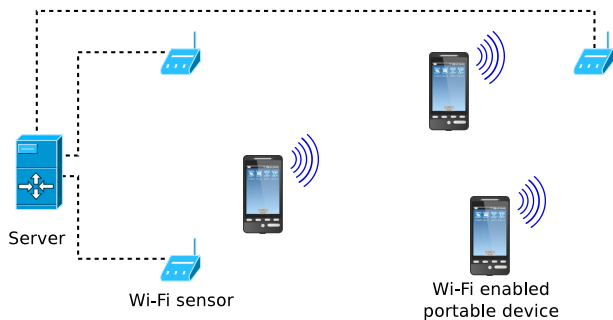 Server
Wi-Fi sensor
Wi-Fi enabled
portable device